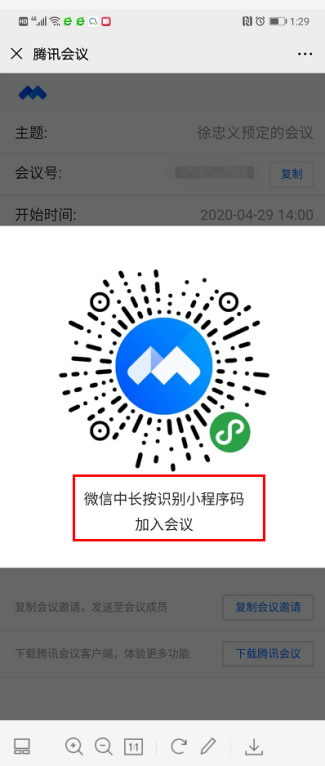 1:29
腾讯会议
主题:
徐忠义预定的会议
会议号:
复制
开始时间:
2020-04-29 14:00
微信中长按识别小程序码
加入会议
复制会议邀请，发送至会议成员
复制会议邀请
下载腾讯会议客户端，体验更多功能
下载腾讯会议
1:1